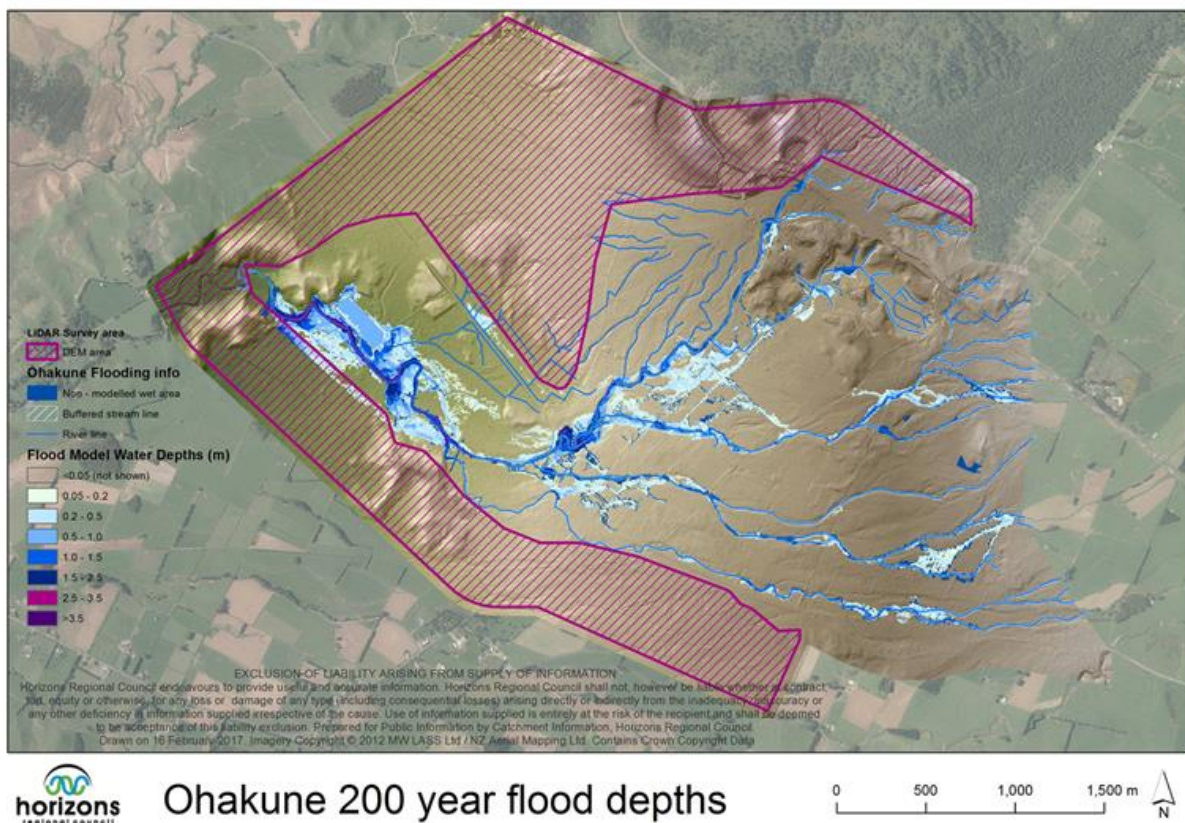 LiDAR Survey area
DEM area
Ohakune Flooding info
Non - modelled wet area
Buffered stream line
River line
Flood Model Water Depths (m)
<0.05 (not shown)
0.05 - 0.2
0.2 - 0.5
0.5 - 1.0
1.0 - 1.5
1.5 - 2.5
2.5 - 3.5
>3.5
EXCLUSION OF LIABILITY ARISING FROM SUPPLY OF INFORMATION
Horizons Regional Council endeavours to provide useful and accurate information. Horizons Regional Council shall not, however be liable whether in contract,
tort, equity or otherwise, for any loss or damage of any type (including consequential losses) arising directly or indirectly from the inadequacy, accuracy or
any other deficiency in information supplied irrespective of the cause. Use of information supplied is entirely at the risk of the recipient and shall be deemed
to be acceptance of this liability exclusion. Prepared for Public Information by Catchment Information, Horizons Regional Council.
Drawn on 16 February 2017. Imagery Copyright © 2012 MW LASS Ltd / NZ Aerial Mapping Ltd. Contains Crown Copyright Data
horizons
regional council
Ohakune 200 year flood depths
0 500 1,000 1,500 m
N